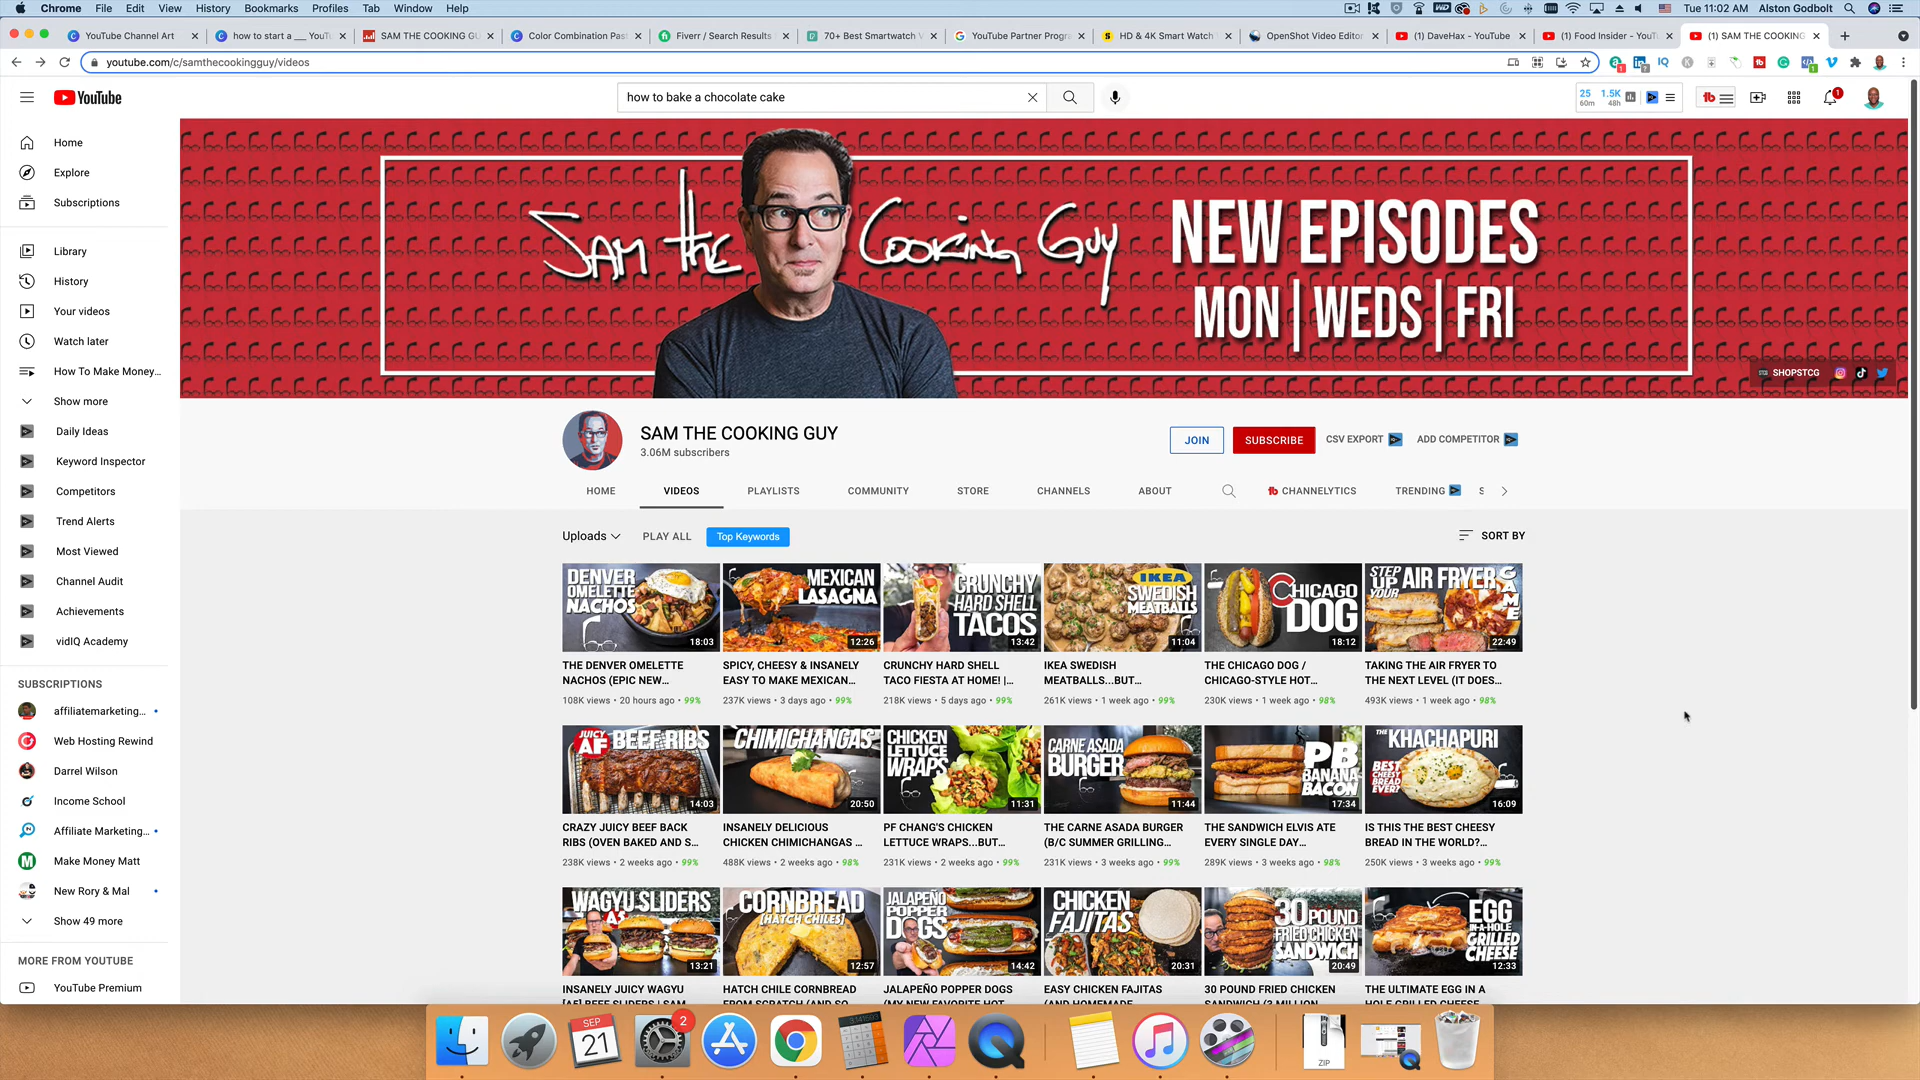 Chrome File Edit View History Bookmarks Profiles Tab Window Help
Tue 11:02 AM Alston Godbolt
YouTube Channel Art
how to start a ___ YouTu
SAM THE COOKING GU
Color Combination Pas
Fiverr / Search Results
70+ Best Smartwatch V
YouTube Partner Progra
HD & 4K Smart Watch
OpenShot Video Editor
(1) DaveHax - YouTube
(1) Food Insider - YouTu
(1) SAM THE COOKING
youtube.com/c/samthecookingguy/videos
YouTube
how to bake a chocolate cake
25 60m 1.5K 48h
1
Home
Explore
Subscriptions
Library
History
Your videos
Watch later
How To Make Money...
Show more
Daily Ideas
Keyword Inspector
Competitors
Trend Alerts
Most Viewed
Channel Audit
Achievements
vidIQ Academy
SUBSCRIPTIONS
affiliatemarketing...
Web Hosting Rewind
Darrel Wilson
Income School
Affiliate Marketing...
Make Money Matt
New Rory & Mal
Show 49 more
MORE FROM YOUTUBE
YouTube Premium
SAM the Cooking Guy
NEW EPISODES
MON | WEDS | FRI
SHOPSTCG
SAM THE COOKING GUY
3.06M subscribers
JOIN SUBSCRIBE CSV EXPORT ADD COMPETITOR
HOME VIDEOS PLAYLISTS COMMUNITY STORE CHANNELS ABOUT CHANNELYTICS TRENDING S
Uploads PLAY ALL Top Keywords SORT BY
DENVER OMELETTE NACHOS 18:03
MEXICAN LASAGNA 12:26
CRUNCHY HARD SHELL TACOS 13:42
IKEA SWEDISH MEATBALLS 11:04
CHICAGO DOG 18:12
STEP UP YOUR AIR FRYER GAME 22:49
THE DENVER OMELETTE NACHOS (EPIC NEW...
108K views • 20 hours ago • 99%
SPICY, CHEESY & INSANELY EASY TO MAKE MEXICAN...
237K views • 3 days ago • 99%
CRUNCHY HARD SHELL TACO FIESTA AT HOME! |...
218K views • 5 days ago • 99%
IKEA SWEDISH MEATBALLS...BUT...
261K views • 1 week ago • 99%
THE CHICAGO DOG / CHICAGO-STYLE HOT...
230K views • 1 week ago • 98%
TAKING THE AIR FRYER TO THE NEXT LEVEL (IT DOES...
493K views • 1 week ago • 98%
JUICY AF BEEF RIBS 14:03
CHIMICHANGAS 20:50
CHICKEN LETTUCE WRAPS 11:31
CARNE ASADA BURGER 11:44
PB BANANA BACON 17:34
THE KHACHAPURI BEST CHEESY BREAD EVER? 16:09
CRAZY JUICY BEEF BACK RIBS (OVEN BAKED AND S...
238K views • 2 weeks ago • 99%
INSANELY DELICIOUS CHICKEN CHIMICHANGAS ...
488K views • 2 weeks ago • 98%
PF CHANG'S CHICKEN LETTUCE WRAPS...BUT...
231K views • 2 weeks ago • 99%
THE CARNE ASADA BURGER (B/C SUMMER GRILLING...
231K views • 3 weeks ago • 99%
THE SANDWICH ELVIS ATE EVERY SINGLE DAY...
289K views • 3 weeks ago • 98%
IS THIS THE BEST CHEESY BREAD IN THE WORLD?...
250K views • 3 weeks ago • 99%
WAGYU SLIDERS 13:21
CORNBREAD [HATCH CHILES] 12:57
JALAPEÑO POPPER DOGS 14:42
CHICKEN FAJITAS 20:31
30 POUND FRIED CHICKEN SANDWICH 20:49
EGG IN-A-HOLE GRILLED CHEESE 12:33
INSANELY JUICY WAGYU
HATCH CHILE CORNBREAD
JALAPEÑO POPPER DOGS
EASY CHICKEN FAJITAS
30 POUND FRIED CHICKEN
THE ULTIMATE EGG IN A
SEP 21
2
ZIP